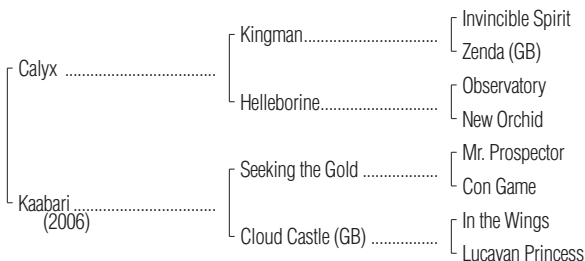 Invincible Spirit
Kingman
Zenda (GB)
Calyx
Observatory
Helleborine
New Orchid
Mr. Prospector
Seeking the Gold
Con Game
Kaabari
(2006)
In the Wings
Cloud Castle (GB)
Lucayan Princess